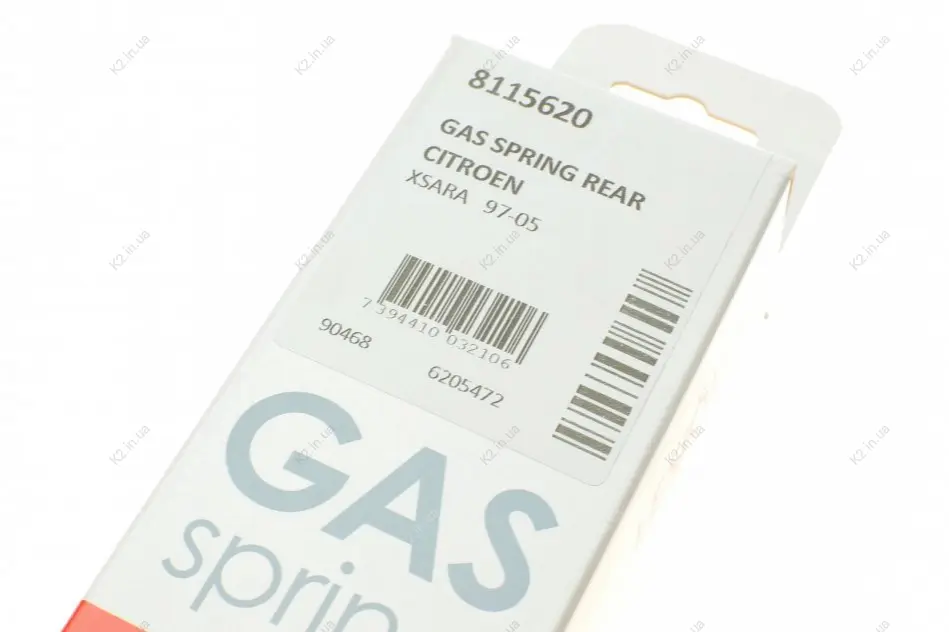 8115620
GAS SPRING REAR
CITROEN
XSARA 97-05
7 394410 032106
90468
6205472
GAS
sprin
K2.in.ua